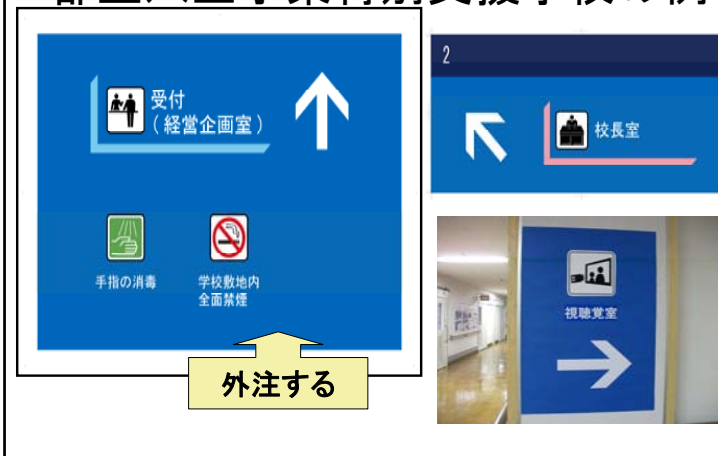 受付
(経営企画室)
手指の消毒
学校敷地内
全面禁煙
外注する
2
校長室
視聴覚室